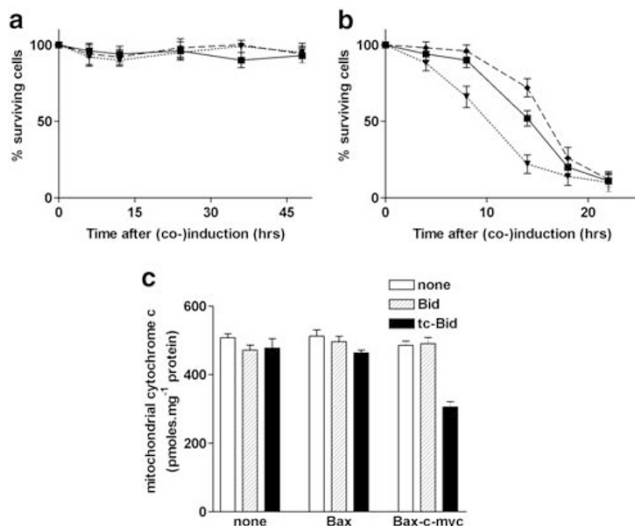 a
b
100
50
0
% surviving cells
0
15
30
45
Time after (co-)induction (hrs)
100
50
0
% surviving cells
0
10
20
Time after (co-)induction (hrs)
c
none
Bid
tc-Bid
600
400
200
0
mitochondrial cytochrome c
(pmoles.mg-1 protein)
none
Bax
Bax-c-myc